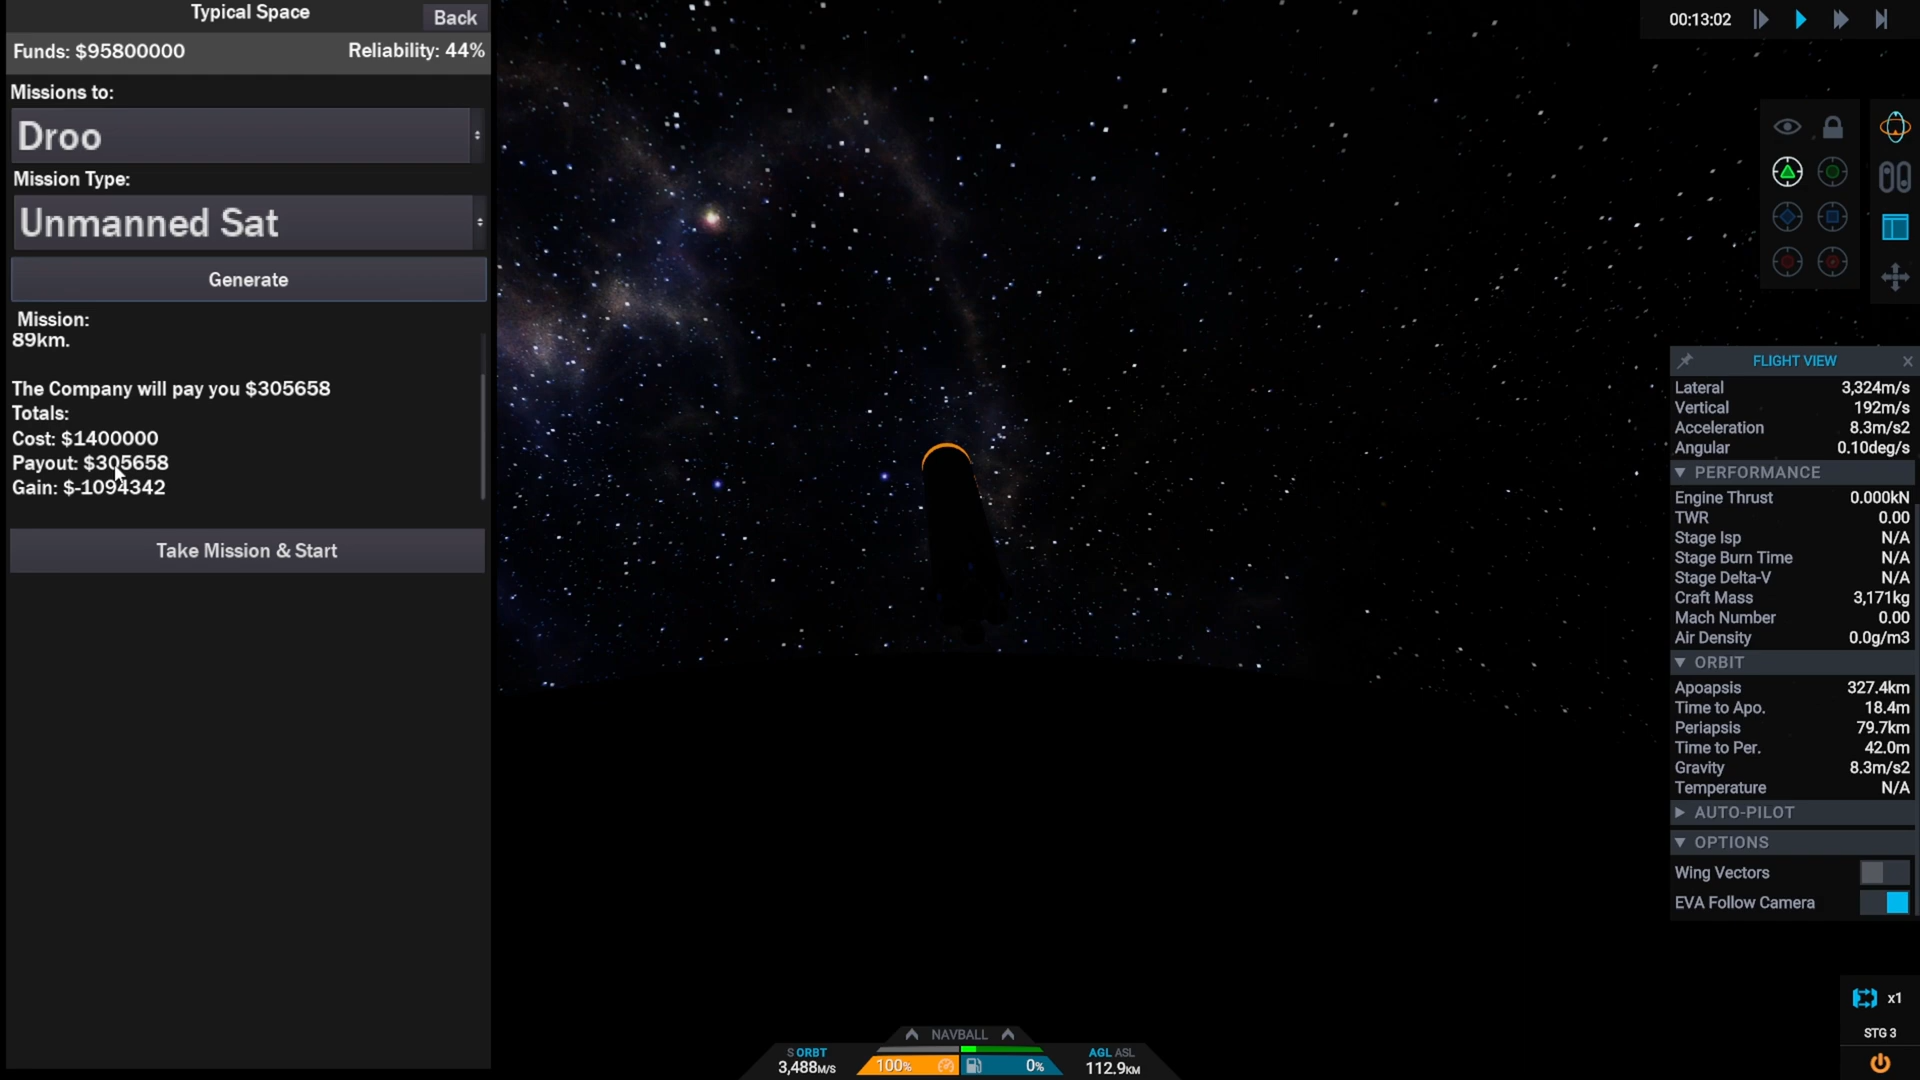 Typical Space
Back
Funds: $95800000
Reliability: 44%
Missions to:
Droo
Mission Type:
Unmanned Sat
Generate
Mission:
89km.
The Company will pay you $305658
Totals:
Cost: $1400000
Payout: $305658
Gain: $-1094342
Take Mission & Start
00:13:02
FLIGHT VIEW
Lateral 3,324m/s
Vertical 192m/s
Acceleration 8.3m/s2
Angular 0.10deg/s
PERFORMANCE
Engine Thrust 0.000kN
TWR 0.00
Stage Isp N/A
Stage Burn Time N/A
Stage Delta-V N/A
Craft Mass 3,171kg
Mach Number 0.00
Air Density 0.0g/m3
ORBIT
Apoapsis 327.4km
Time to Apo. 18.4m
Periapsis 79.7km
Time to Per. 42.0m
Gravity 8.3m/s2
Temperature N/A
AUTO-PILOT
OPTIONS
Wing Vectors
EVA Follow Camera
x1
STG 3
NAVBALL
S ORBT
3,488M/S
100%
0%
AGL ASL
112.9KM